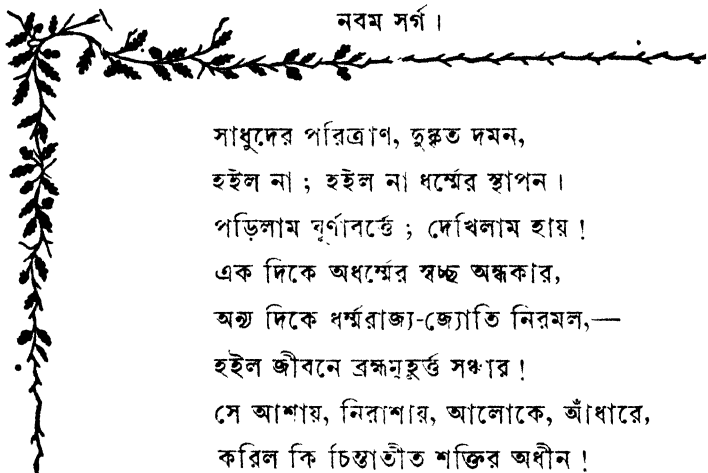 নবম সর্গ।
সাধুদের পরিত্রাণ, দুষ্কৃত দমন,
হইল না ; হইল না ধর্ম্মের স্থাপন।
পড়িলাম ঘূর্ণাবর্ত্তে ; দেখিলাম হায় !
এক দিকে অধর্ম্মের স্বচ্ছ অন্ধকার,
অন্য দিকে ধর্ম্মরাজ্য-জ্যোতি নিরমল,—
হইল জীবনে ব্রহ্মমুহূর্ত্ত সঞ্চার !
সে আশায়, নিরাশায়, আলোকে, আঁধারে,
করিল কি চিন্তাতীত শক্তির অধীন !